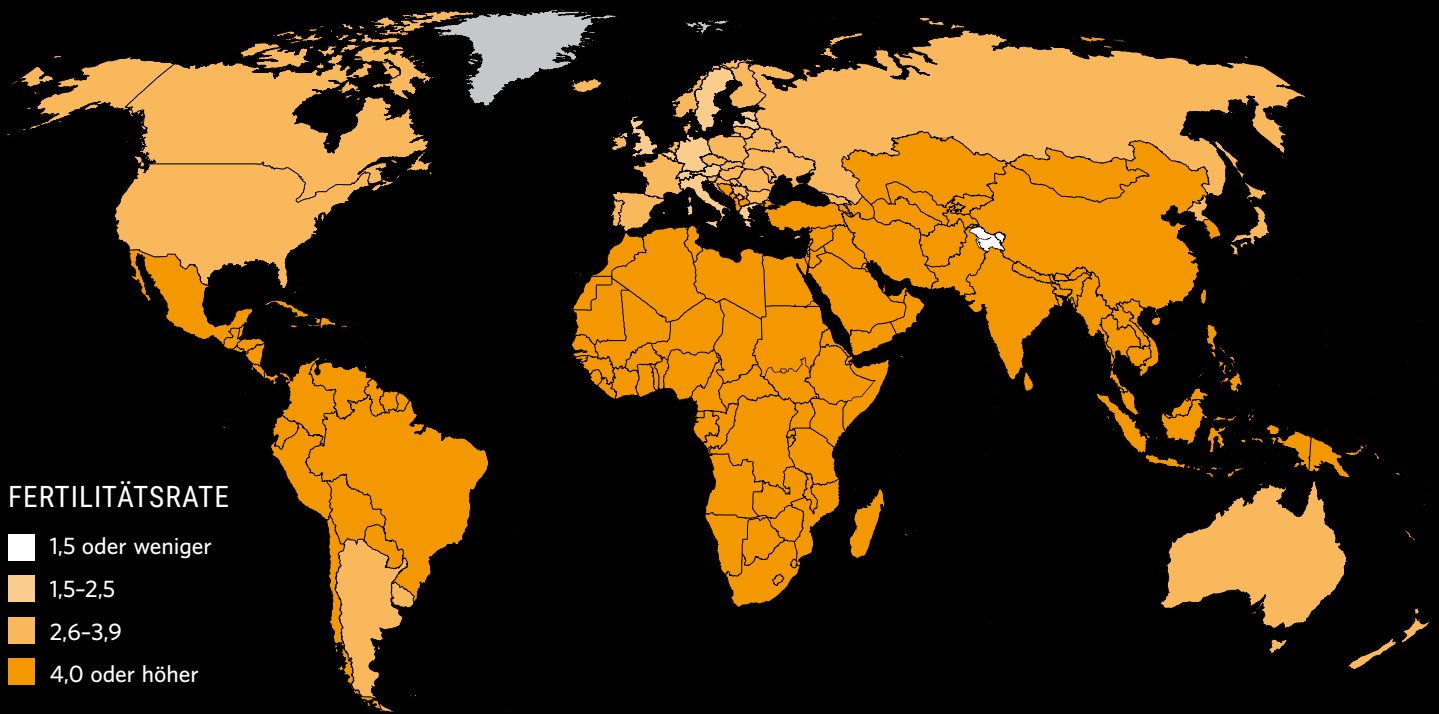 FERTILITÄTSRATE
1,5 oder weniger
1,5–2,5
2,6–3,9
4,0 oder höher